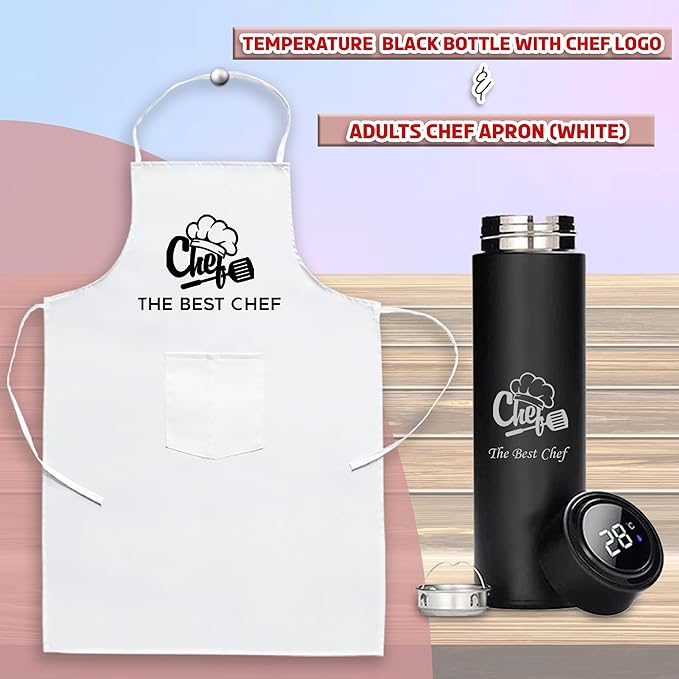 TEMPERATURE BLACK BOTTLE WITH CHEF LOGO
&
ADULTS CHEF APRON (WHITE)
Chef
THE BEST CHEF
Chef
The Best Chef
28°C